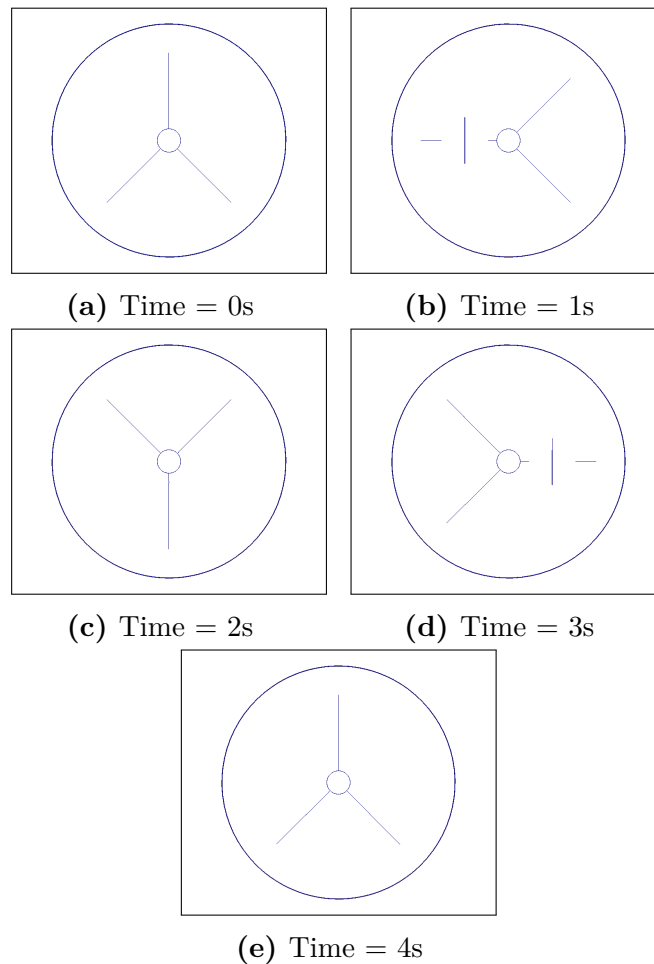 (a) Time = 0s
(b) Time = 1s
(c) Time = 2s
(d) Time = 3s
(e) Time = 4s